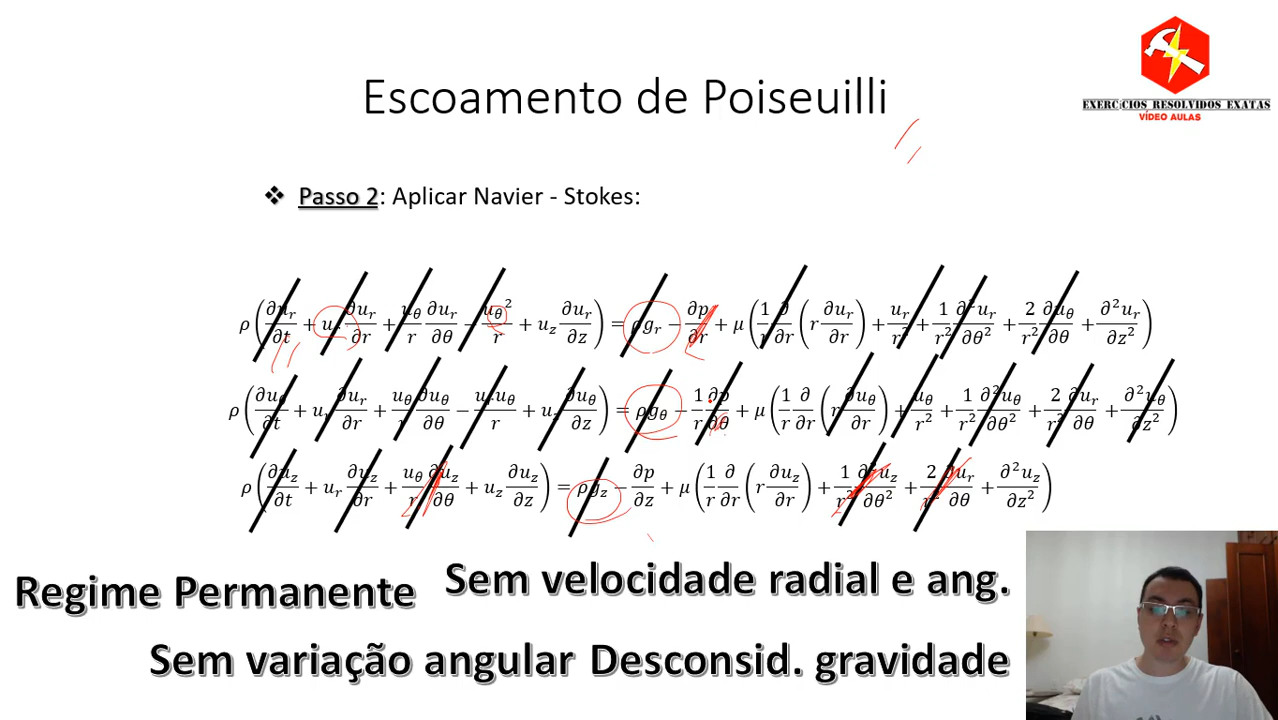 EXERCÍCIOS RESOLVIDOS EXATAS
VÍDEO AULAS
Escoamento de Poiseuilli
❖ Passo 2: Aplicar Navier - Stokes:
ρ(∂u_r/∂t + u_r ∂u_r/∂r + u_θ/r ∂u_r/∂θ − u_θ²/r + u_z ∂u_r/∂z) = ρg_r − ∂p/∂r + μ(1/r ∂/∂r (r ∂u_r/∂r) + u_r/r² + 1/r² ∂²u_r/∂θ² + 2/r² ∂u_θ/∂θ + ∂²u_r/∂z²)
ρ(∂u_θ/∂t + u_r ∂u_r/∂r + u_θ/r ∂u_θ/∂θ − u_r u_θ/r + u_z ∂u_θ/∂z) = ρg_θ − 1/r ∂p/∂θ + μ(1/r ∂/∂r (r ∂u_θ/∂r) + u_θ/r² + 1/r² ∂²u_θ/∂θ² + 2/r² ∂u_r/∂θ + ∂²u_θ/∂z²)
ρ(∂u_z/∂t + u_r ∂u_z/∂r + u_θ/r ∂u_z/∂θ + u_z ∂u_z/∂z) = ρg_z − ∂p/∂z + μ(1/r ∂/∂r (r ∂u_z/∂r) + 1/r² ∂²u_z/∂θ² + 2/r² ∂u_r/∂θ + ∂²u_z/∂z²)
Regime Permanente Sem velocidade radial e ang.
Sem variação angular Desconsid. gravidade